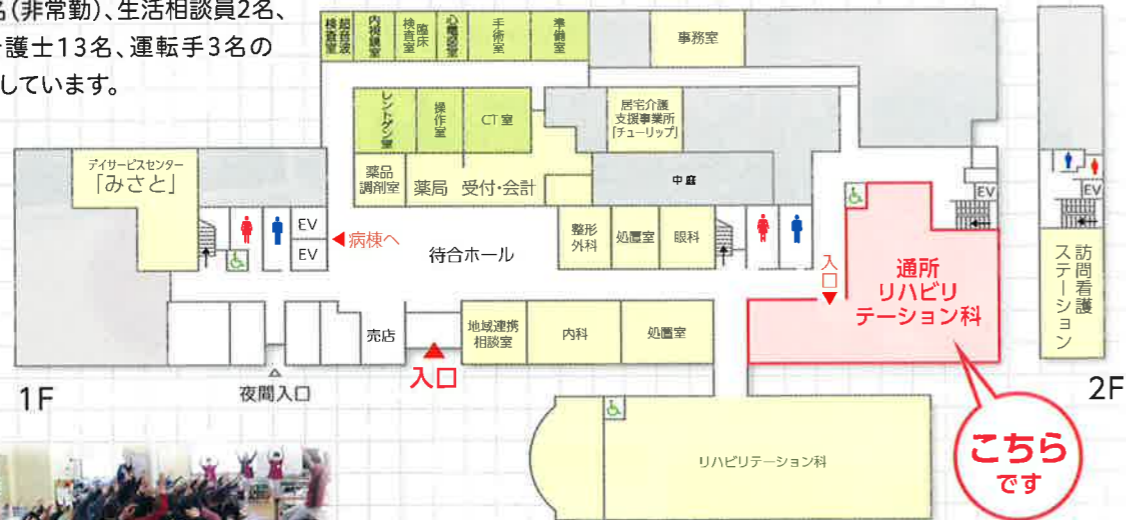 名(非常勤)、生活相談員2名、
護士13名、運転手3名の
しています。
超音波
検査室
内視鏡室
臨床
検査室
心電図室
手術室
準備室
事務室
レントゲン室
操作室
CT室
居宅介護
支援事業所
「チューリップ」
デイサービスセンター
「みさと」
薬品
調剤室
薬局
受付・会計
中庭
EV
EV
EV
EV
病棟へ
待合ホール
整形
外科
処置室
眼科
入口
通所
リハビリ
テーション科
訪問看護
ステーション
売店
地域連携
相談室
内科
処置室
入口
夜間入口
1F
2F
リハビリテーション科
こちら
です